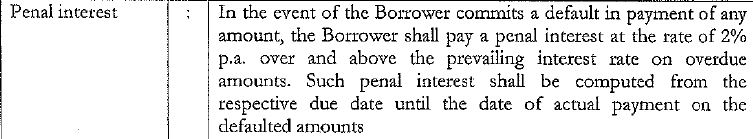 Penal interest : In the event of the Borrower commits a default in payment of any
amount, the Borrower shall pay a penal interest at the rate of 2%
p.a. over and above the prevailing interest rate on overdue
amounts. Such penal interest shall be computed from the
respective due date until the date of actual payment on the
defaulted amounts